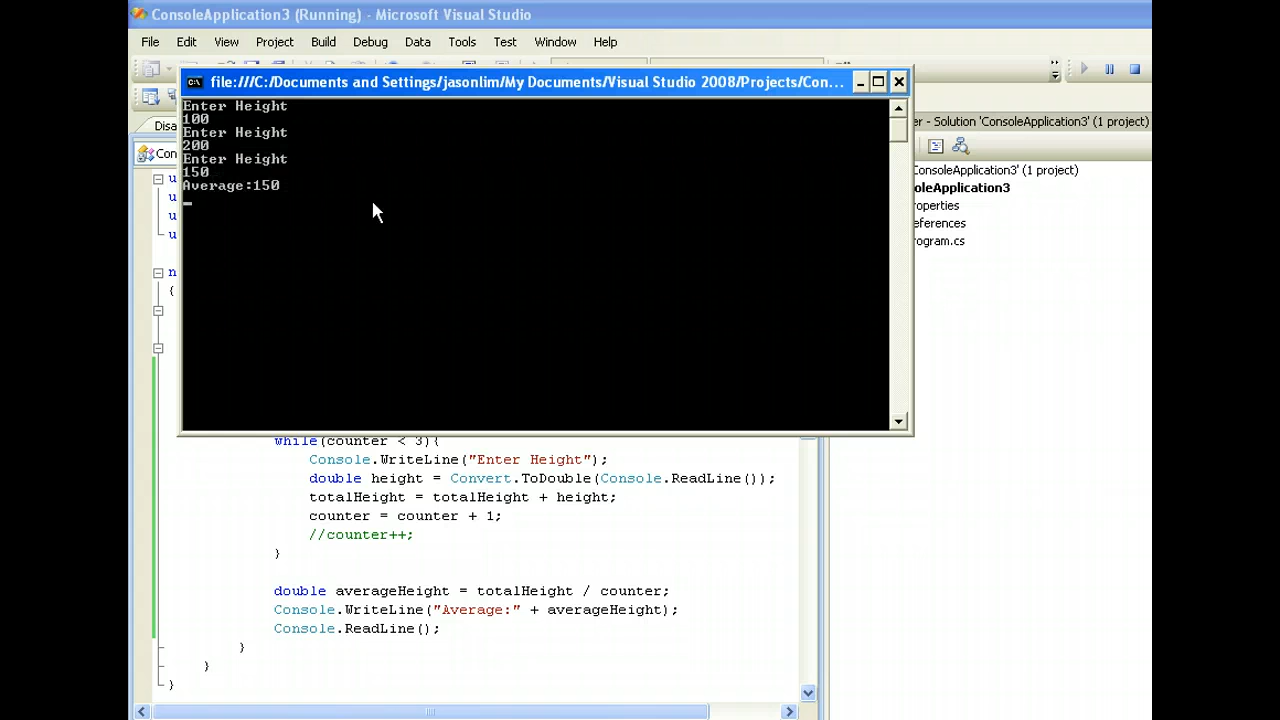 ConsoleApplication3 (Running) - Microsoft Visual Studio
File Edit View Project Build Debug Data Tools Test Window Help
file:///C:/Documents and Settings/jasonlim/My Documents/Visual Studio 2008/Projects/Con...
Enter Height
100
Enter Height
200
Enter Height
150
Average:150
Disa
Con
u
u
u
u
n
{
er - Solution 'ConsoleApplication3' (1 project)
ConsoleApplication3' (1 project)
oleApplication3
roperties
eferences
rogram.cs
while(counter < 3){
Console.WriteLine("Enter Height");
double height = Convert.ToDouble(Console.ReadLine());
totalHeight = totalHeight + height;
counter = counter + 1;
//counter++;
}
double averageHeight = totalHeight / counter;
Console.WriteLine("Average:" + averageHeight);
Console.ReadLine();
}
}
}